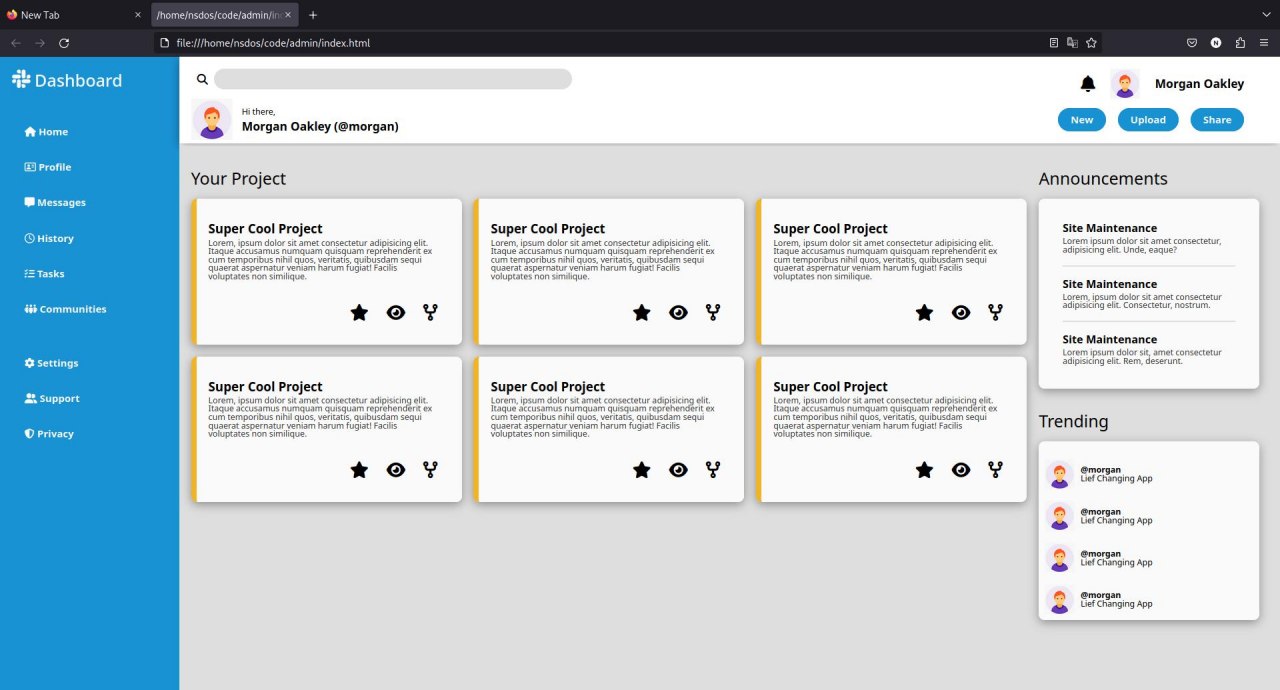 New Tab
/home/nsdos/code/admin/in
file:///home/nsdos/code/admin/index.html
Dashboard
Home
Profile
Messages
History
Tasks
Communities
Settings
Support
Privacy
Hi there,
Morgan Oakley (@morgan)
Morgan Oakley
New
Upload
Share
Your Project
Super Cool Project
Lorem, ipsum dolor sit amet consectetur adipisicing elit.
Itaque accusamus numquam quisquam reprehenderit ex
cum temporibus nihil quos, veritatis, quibusdam sequi
quaerat aspernatur veniam harum fugiat! Facilis
voluptates non similique.
Super Cool Project
Lorem, ipsum dolor sit amet consectetur adipisicing elit.
Itaque accusamus numquam quisquam reprehenderit ex
cum temporibus nihil quos, veritatis, quibusdam sequi
quaerat aspernatur veniam harum fugiat! Facilis
voluptates non similique.
Super Cool Project
Lorem, ipsum dolor sit amet consectetur adipisicing elit.
Itaque accusamus numquam quisquam reprehenderit ex
cum temporibus nihil quos, veritatis, quibusdam sequi
quaerat aspernatur veniam harum fugiat! Facilis
voluptates non similique.
Super Cool Project
Lorem, ipsum dolor sit amet consectetur adipisicing elit.
Itaque accusamus numquam quisquam reprehenderit ex
cum temporibus nihil quos, veritatis, quibusdam sequi
quaerat aspernatur veniam harum fugiat! Facilis
voluptates non similique.
Super Cool Project
Lorem, ipsum dolor sit amet consectetur adipisicing elit.
Itaque accusamus numquam quisquam reprehenderit ex
cum temporibus nihil quos, veritatis, quibusdam sequi
quaerat aspernatur veniam harum fugiat! Facilis
voluptates non similique.
Super Cool Project
Lorem, ipsum dolor sit amet consectetur adipisicing elit.
Itaque accusamus numquam quisquam reprehenderit ex
cum temporibus nihil quos, veritatis, quibusdam sequi
quaerat aspernatur veniam harum fugiat! Facilis
voluptates non similique.
Announcements
Site Maintenance
Lorem ipsum dolor sit amet consectetur,
adipisicing elit. Unde, eaque?
Site Maintenance
Lorem, ipsum dolor sit amet consectetur
adipisicing elit. Consectetur, nostrum.
Site Maintenance
Lorem ipsum dolor sit, amet consectetur
adipisicing elit. Rem, deserunt.
Trending
@morgan
Lief Changing App
@morgan
Lief Changing App
@morgan
Lief Changing App
@morgan
Lief Changing App